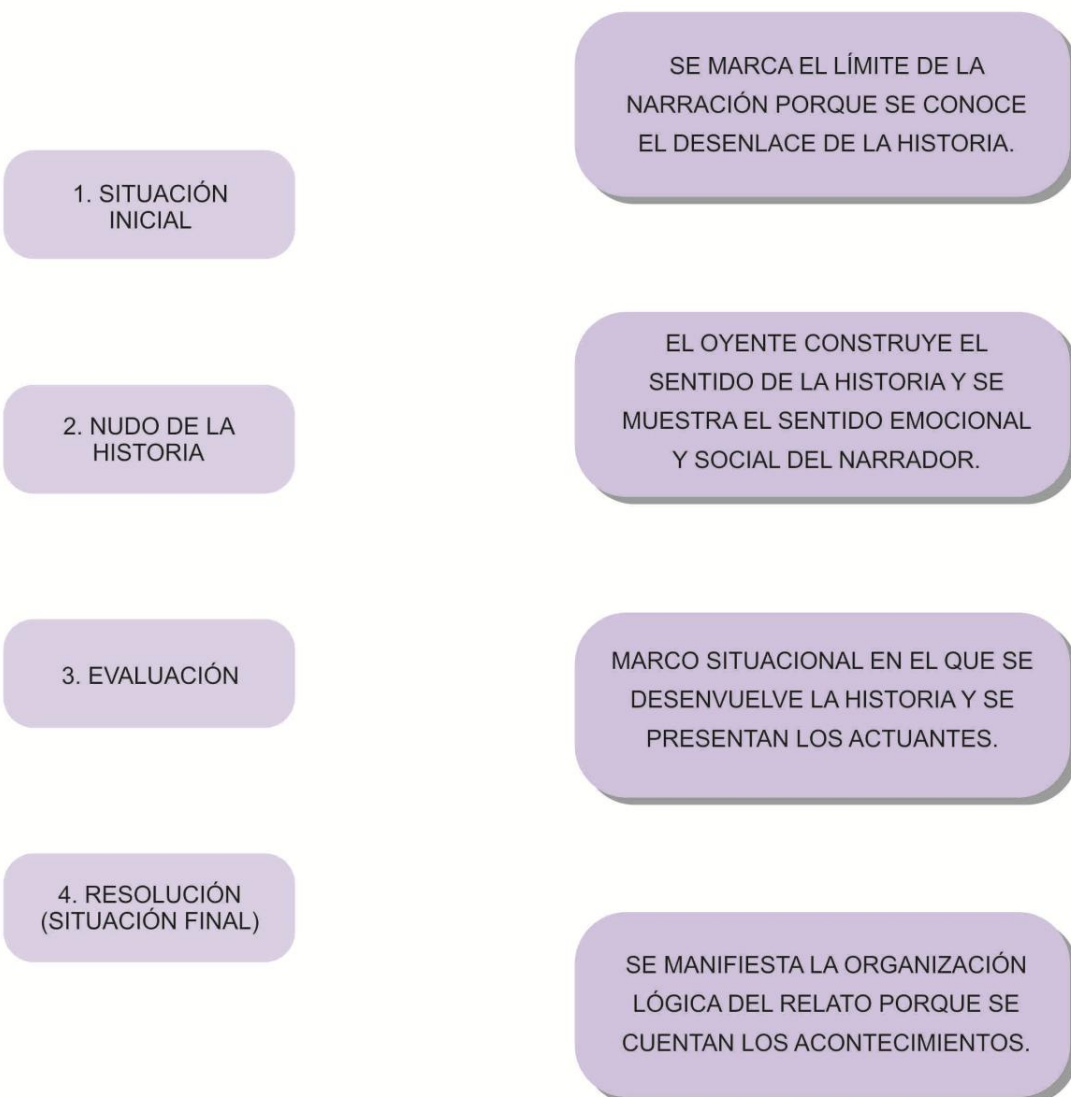 1. SITUACIÓN
INICIAL
2. NUDO DE LA
HISTORIA
3. EVALUACIÓN
4. RESOLUCIÓN
(SITUACIÓN FINAL)
SE MARCA EL LÍMITE DE LA
NARRACIÓN PORQUE SE CONOCE
EL DESENLACE DE LA HISTORIA.
EL OYENTE CONSTRUYE EL
SENTIDO DE LA HISTORIA Y SE
MUESTRA EL SENTIDO EMOCIONAL
Y SOCIAL DEL NARRADOR.
MARCO SITUACIONAL EN EL QUE SE
DESENVUELVE LA HISTORIA Y SE
PRESENTAN LOS ACTUANTES.
SE MANIFIESTA LA ORGANIZACIÓN
LÓGICA DEL RELATO PORQUE SE
CUENTAN LOS ACONTECIMIENTOS.